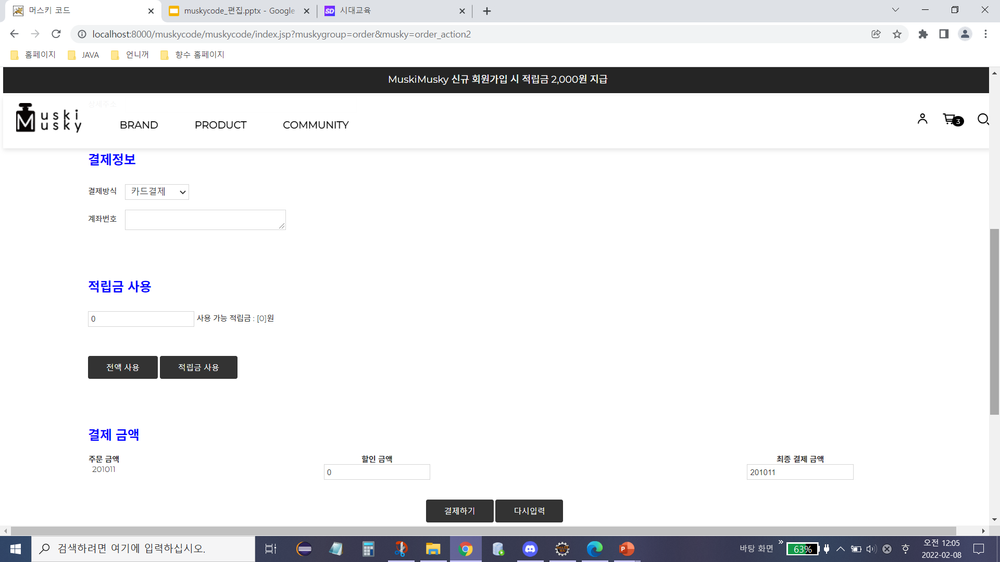 머스키 코드
muskycode_편집.pptx - Google
SD 시대교육
localhost:8000/muskycode/muskycode/index.jsp?muskygroup=order&musky=order_action2
홈페이지
JAVA
언니꺼
향수 홈페이지
MuskiMusky 신규 회원가입 시 적립금 2,000원 지급
상세주소
Muski
Musky
BRAND
PRODUCT
COMMUNITY
3
결제정보
결제방식 카드결제
계좌번호
적립금 사용
0 사용 가능 적립금 : [0]원
전액 사용 적립금 사용
결제 금액
주문 금액 할인 금액 최종 결제 금액
201011 0 201011
결제하기 다시입력
검색하려면 여기에 입력하십시오.
바탕 화면
63%
오전 12:05
2022-02-08